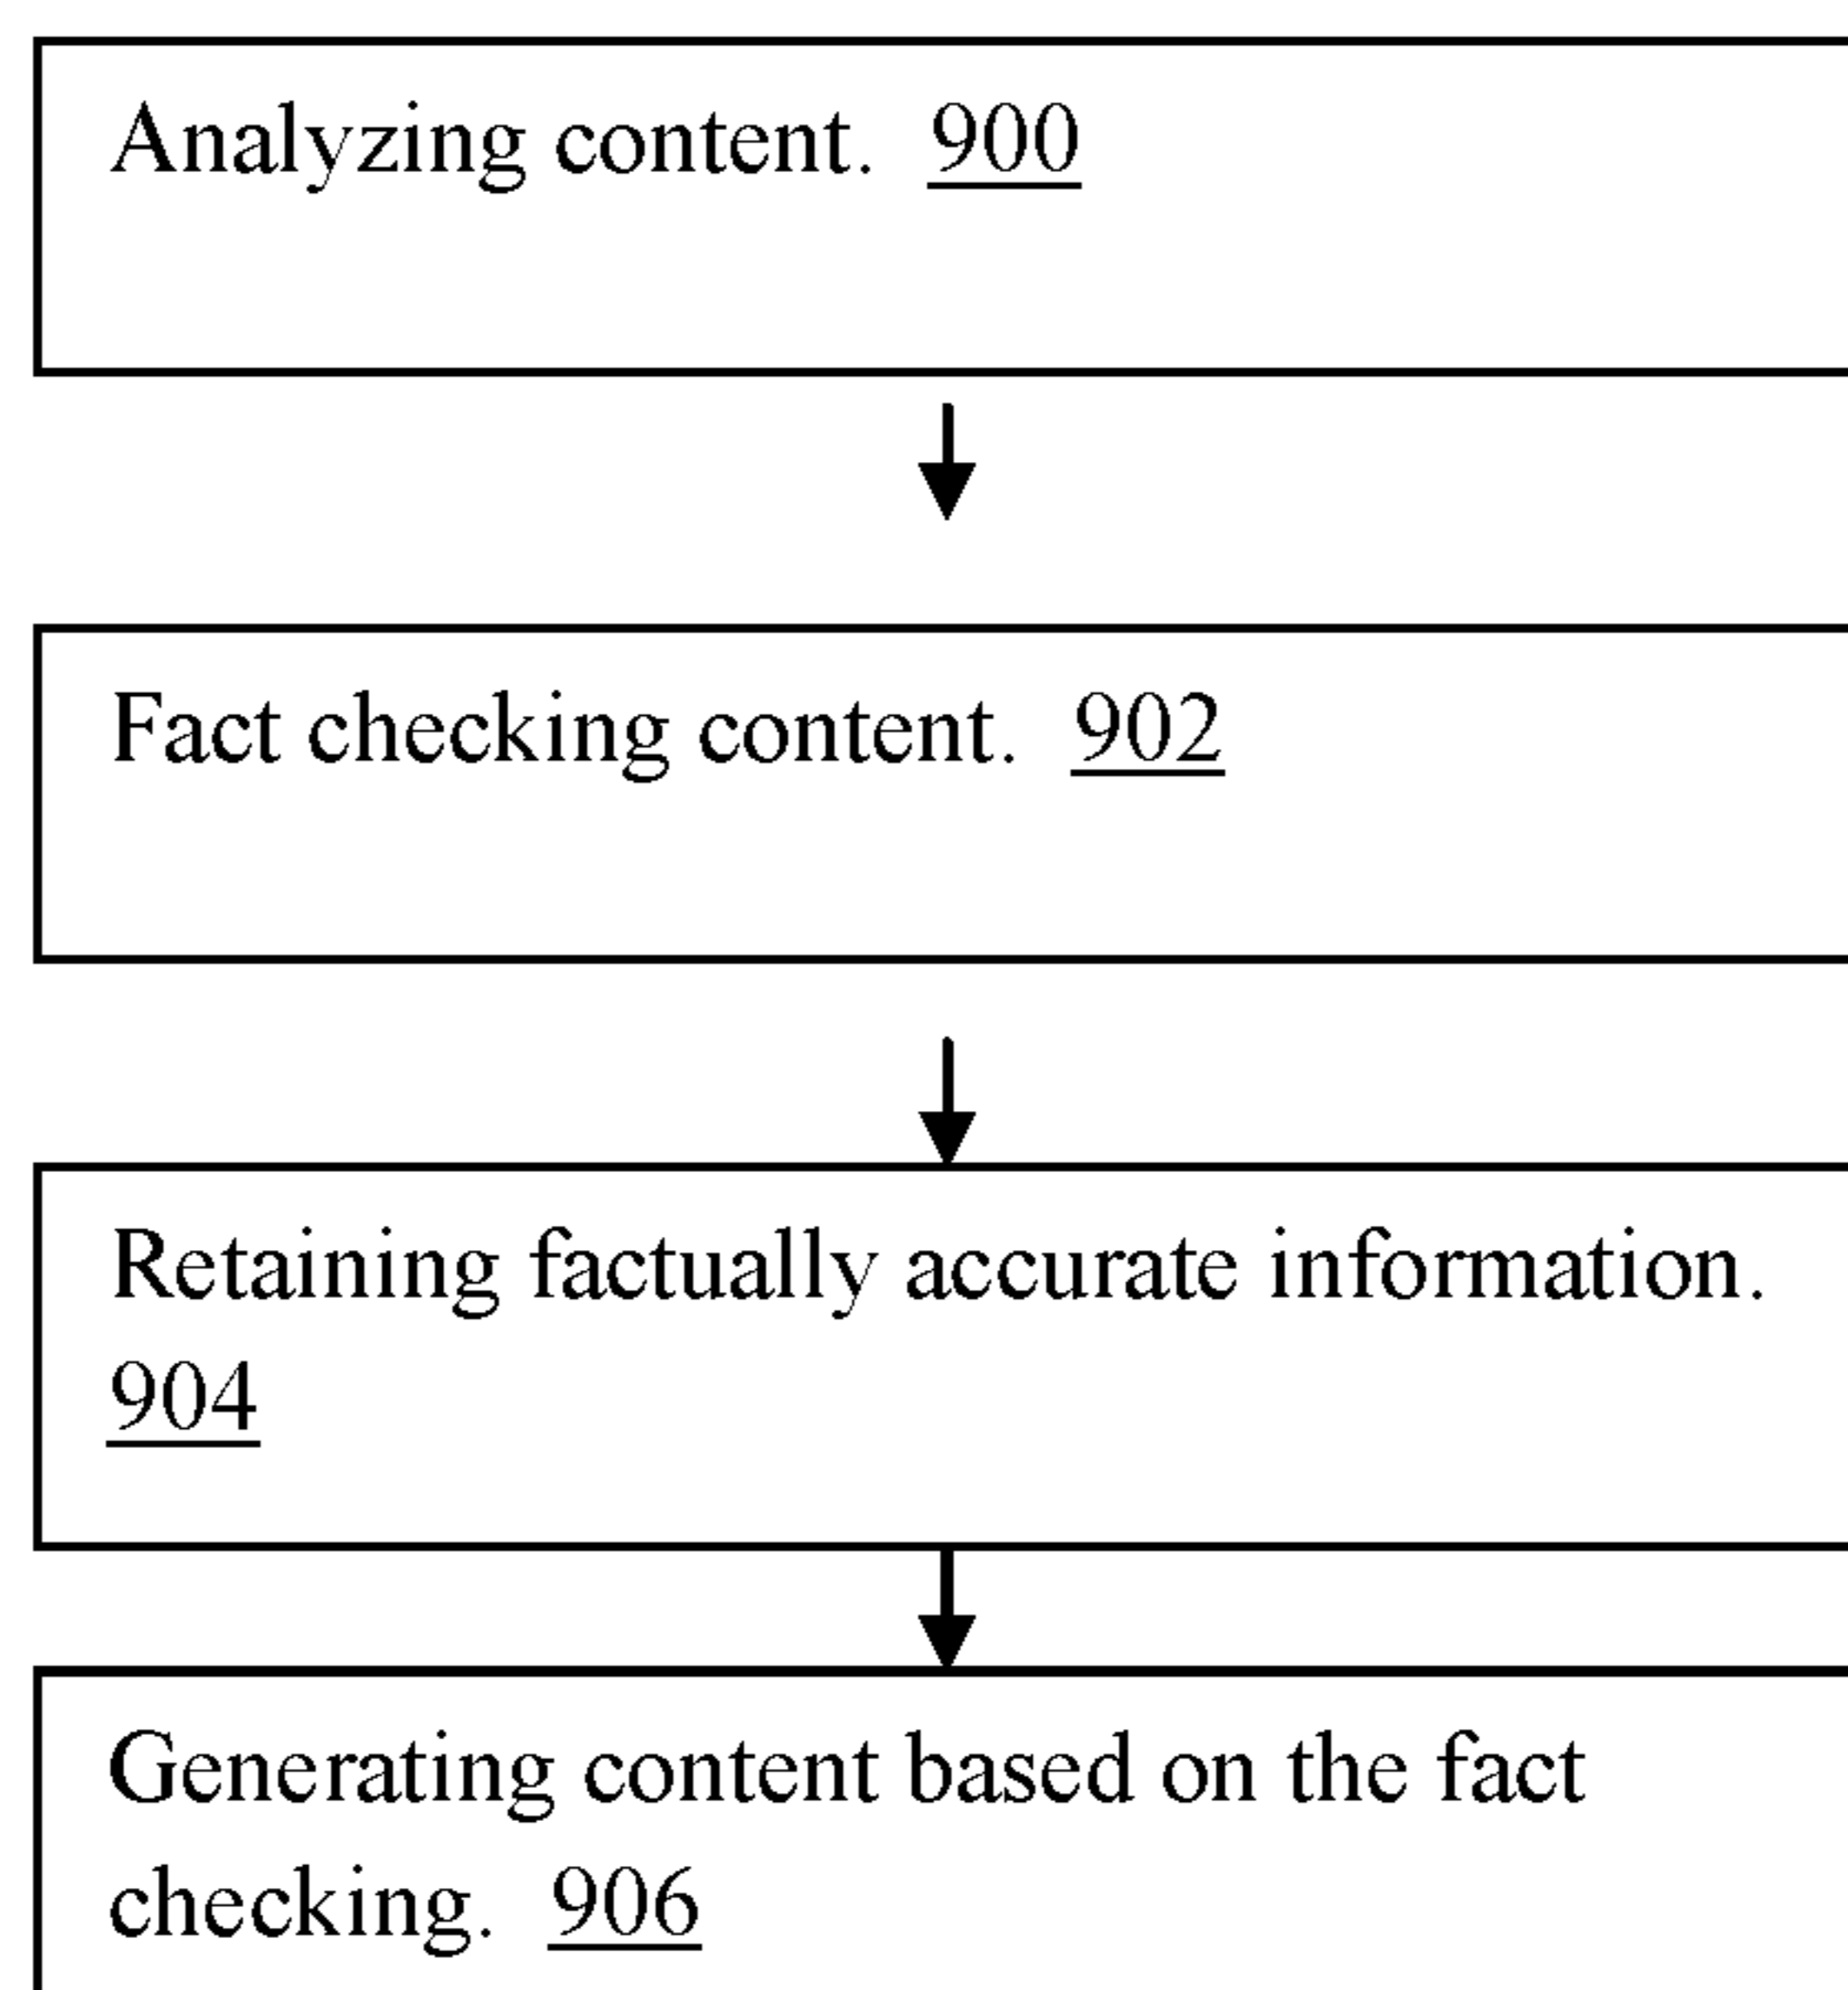 Analyzing content. 900
Fact checking content. 902
Retaining factually accurate information.
904
Generating content based on the fact
checking. 906